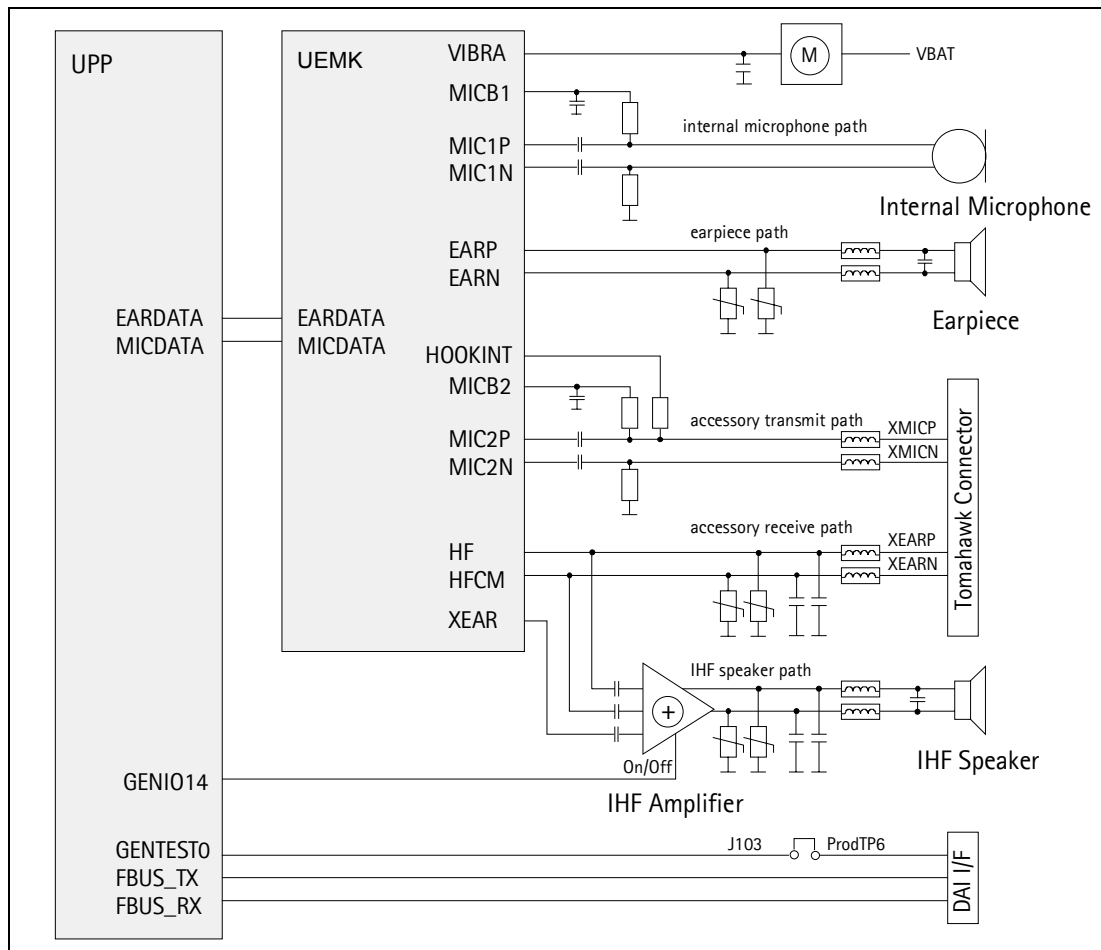 UPP
UEMK
VIBRA
M
VBAT
MICB1
MIC1P
MIC1N
internal microphone path
Internal Microphone
EARP
EARN
earpiece path
Earpiece
EARDATA
MICDATA
EARDATA
MICDATA
HOOKINT
MICB2
MIC2P
MIC2N
accessory transmit path
XMICP
XMICN
Tomahawk Connector
HF
HFCM
XEAR
accessory receive path
XEARP
XEARN
IHF speaker path
+
On/Off
IHF Amplifier
IHF Speaker
GENIO14
GENTEST0
FBUS_TX
FBUS_RX
J103
ProdTP6
DAI I/F